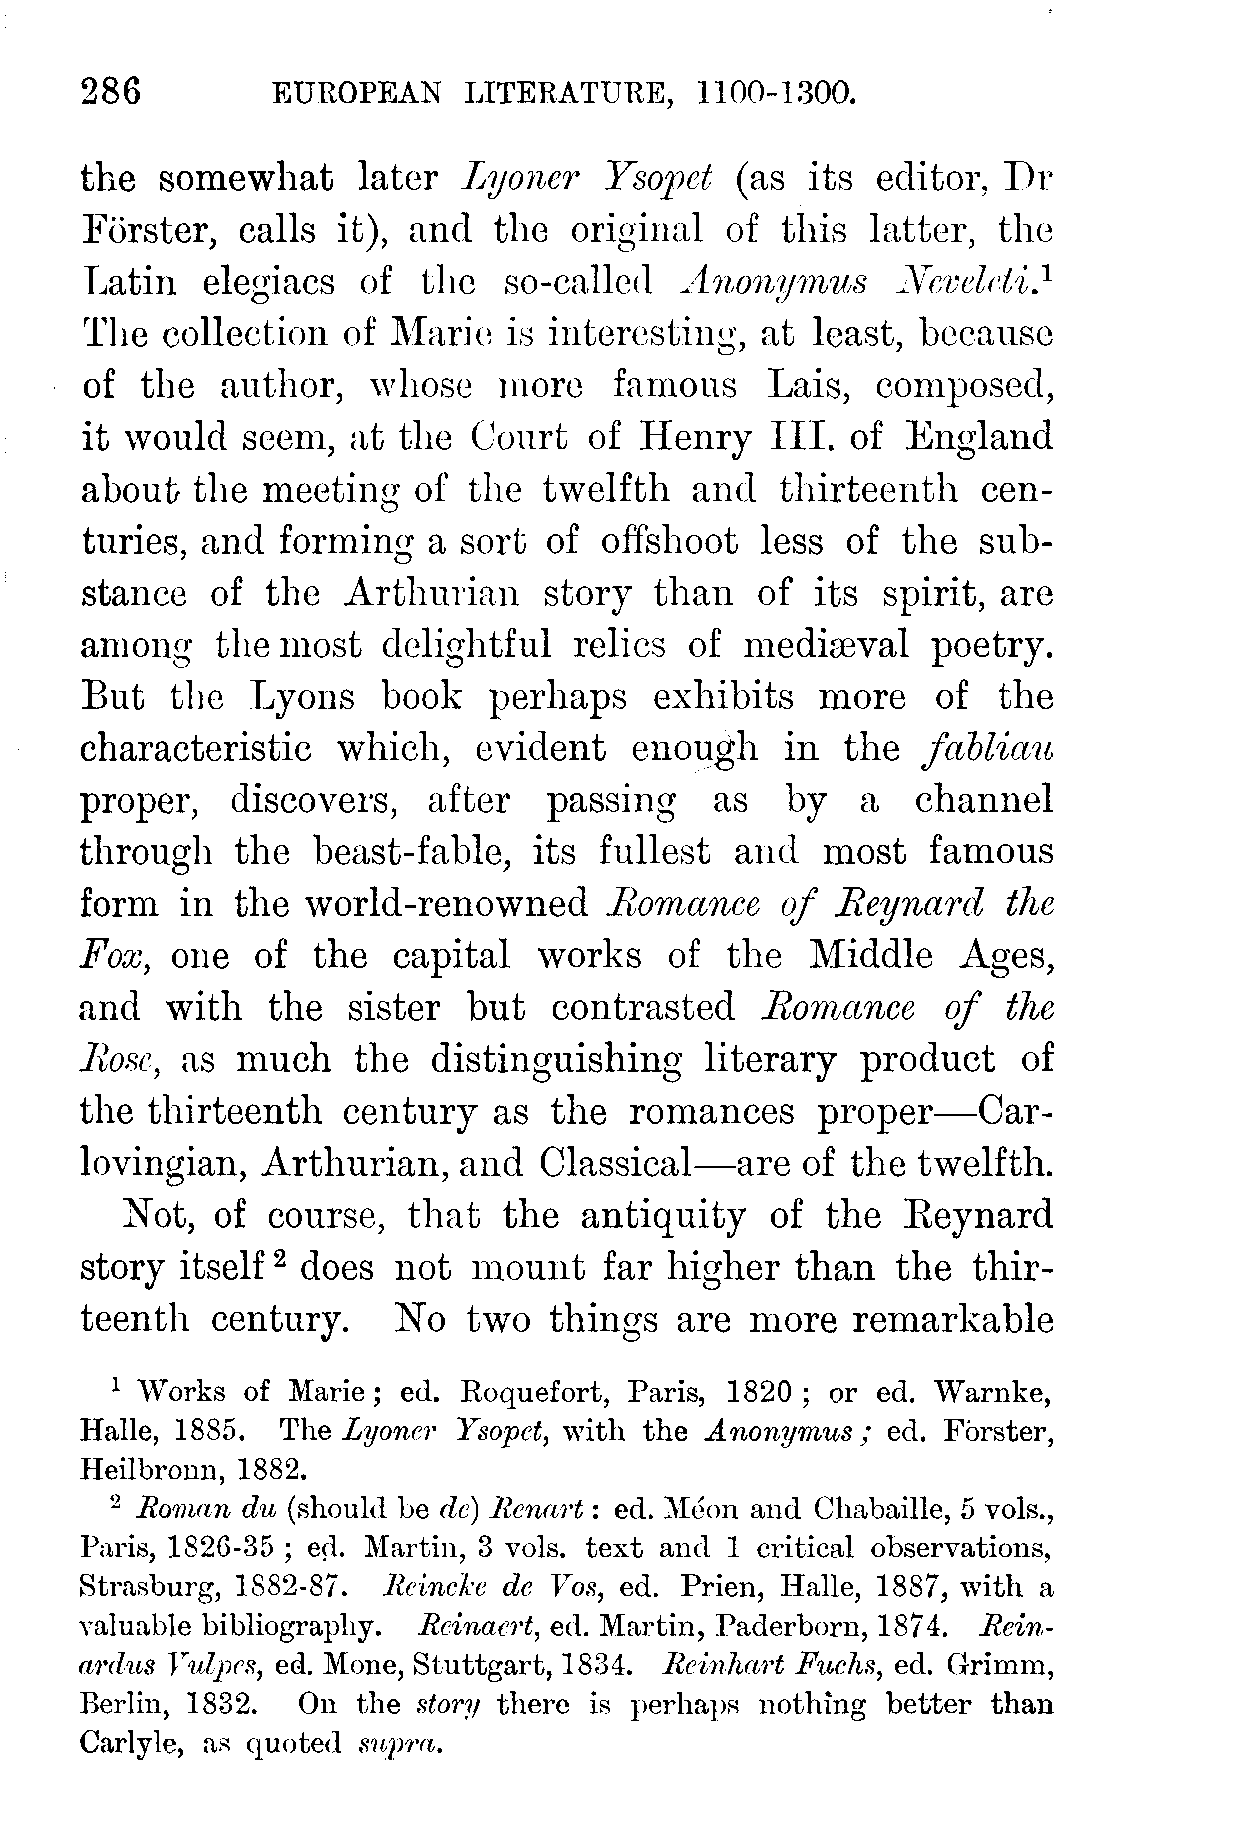 286 EUROPEAN LITERATURE, 1100-1300.
the somewhat later Lyoner Ysopet (as its editor, Dr
Förster, calls it), and the original of this latter, the
Latin elegiacs of the so-called Anonymus Neveleti.¹
The collection of Marie is interesting, at least, because
of the author, whose more famous Lais, composed,
it would seem, at the Court of Henry III. of England
about the meeting of the twelfth and thirteenth cen-
turies, and forming a sort of offshoot less of the sub-
stance of the Arthurian story than of its spirit, are
among the most delightful relics of mediæval poetry.
But the Lyons book perhaps exhibits more of the
characteristic which, evident enough in the fabliau
proper, discovers, after passing as by a channel
through the beast-fable, its fullest and most famous
form in the world-renowned Romance of Reynard the
Fox, one of the capital works of the Middle Ages,
and with the sister but contrasted Romance of the
Rose, as much the distinguishing literary product of
the thirteenth century as the romances proper—Car-
lovingian, Arthurian, and Classical—are of the twelfth.
Not, of course, that the antiquity of the Reynard
story itself² does not mount far higher than the thir-
teenth century. No two things are more remarkable
¹ Works of Marie; ed. Roquefort, Paris, 1820; or ed. Warnke,
Halle, 1885. The Lyoner Ysopet, with the Anonymus; ed. Förster,
Heilbronn, 1882.
² Roman du (should be de) Renart: ed. Méon and Chabaille, 5 vols.,
Paris, 1826-35; ed. Martin, 3 vols. text and 1 critical observations,
Strasburg, 1882-87. Reincke de Vos, ed. Prien, Halle, 1887, with a
valuable bibliography. Reinaert, ed. Martin, Paderborn, 1874. Rein-
ardus Vulpes, ed. Mone, Stuttgart, 1834. Reinhart Fuchs, ed. Grimm,
Berlin, 1832. On the story there is perhaps nothing better than
Carlyle, as quoted supra.